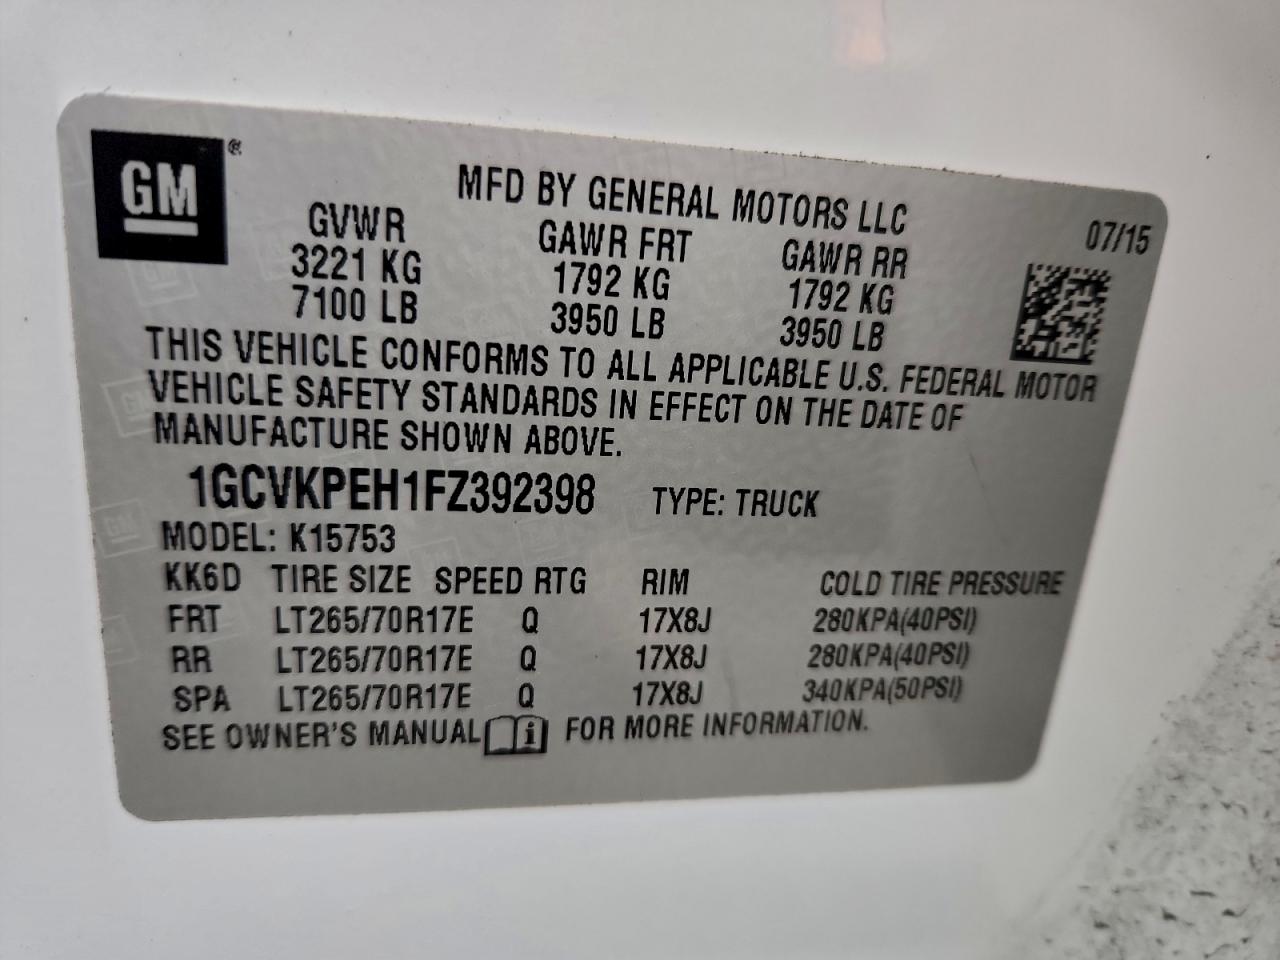 GM ®
MFD BY GENERAL MOTORS LLC
07/15
GVWR GAWR FRT GAWR RR
3221 KG 1792 KG 1792 KG
7100 LB 3950 LB 3950 LB
THIS VEHICLE CONFORMS TO ALL APPLICABLE U.S. FEDERAL MOTOR
VEHICLE SAFETY STANDARDS IN EFFECT ON THE DATE OF
MANUFACTURE SHOWN ABOVE.
1GCVKPEH1FZ392398 TYPE: TRUCK
MODEL: K15753
KK6D TIRE SIZE SPEED RTG RIM COLD TIRE PRESSURE
FRT LT265/70R17E Q 17X8J 280KPA(40PSI)
RR LT265/70R17E Q 17X8J 280KPA(40PSI)
SPA LT265/70R17E Q 17X8J 340KPA(50PSI)
SEE OWNER'S MANUAL i FOR MORE INFORMATION.